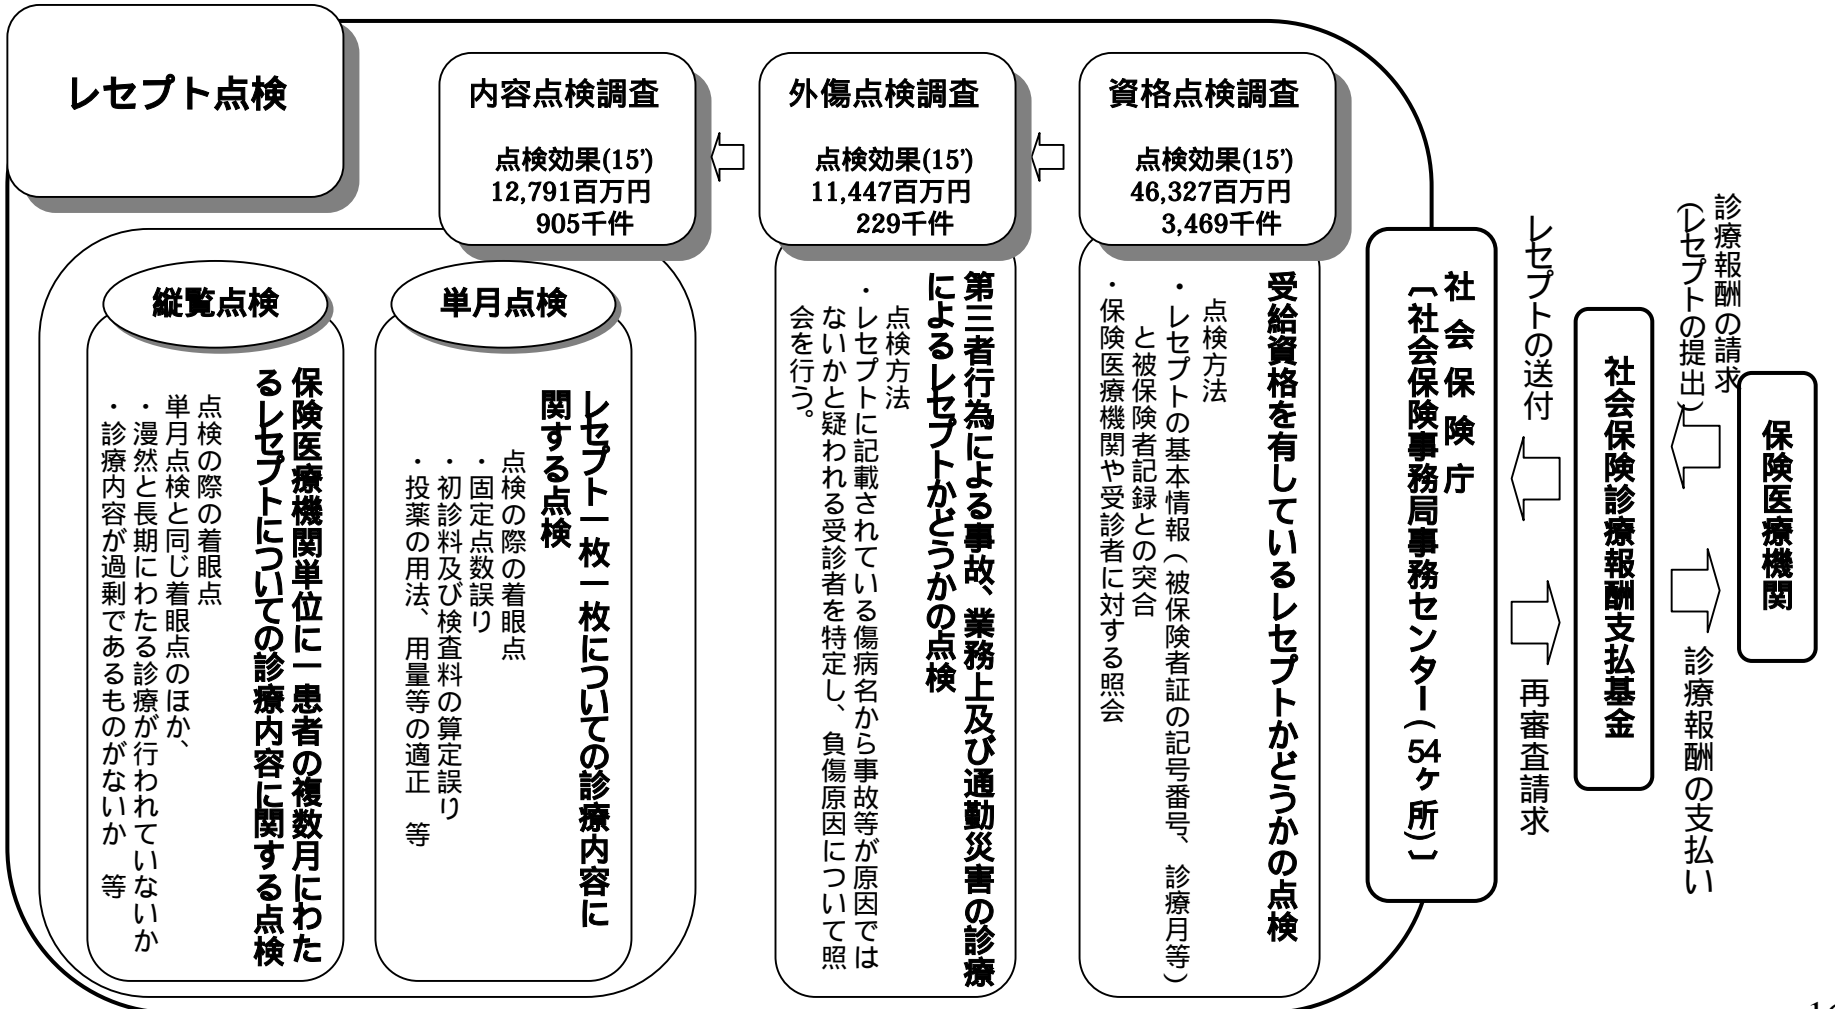 レセプト点検
内容点検調査
点検効果(15’)
12,791百万円
905千件
外傷点検調査
点検効果(15’)
11,447百万円
229千件
資格点検調査
点検効果(15’)
46,327百万円
3,469千件
診療報酬の請求
(レセプトの提出)
保険医療機関
診療報酬の支払い
社会保険診療報酬支払基金
レセプトの送付
再審査請求
社会保険庁
〔社会保険事務局事務センター(54ヶ所)〕
受給資格を有しているレセプトかどうかの点検
点検方法
・レセプトの基本情報(被保険者証の記号番号、診療月等)
と被保険者記録との突合
・保険医療機関や受診者に対する照会
第三者行為による事故、業務上及び通勤災害の診療
によるレセプトかどうかの点検
点検方法
・レセプトに記載されている傷病名から事故等が原因では
ないかと疑われる受診者を特定し、負傷原因について照
会を行う。
単月点検
レセプト一枚一枚についての診療内容に
関する点検
点検の際の着眼点
・固定点数誤り
・初診料及び検査料の算定誤り
・投薬の用法、用量等の適正 等
縦覧点検
保険医療機関単位に一患者の複数月にわた
るレセプトについての診療内容に関する点検
点検の際の着眼点
単月点検と同じ着眼点のほか、
・漫然と長期にわたる診療が行われていないか
・診療内容が過剰であるものがないか 等